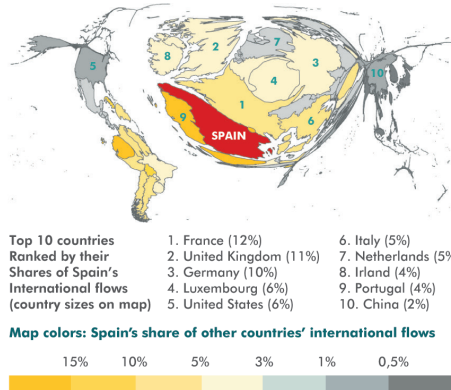 2
7
3
8
5
4
10
1
9
6
SPAIN
Top 10 countries
Ranked by their
Shares of Spain's
International flows
(country sizes on map)
1. France (12%)
2. United Kingdom (11%)
3. Germany (10%)
4. Luxembourg (6%)
5. United States (6%)
6. Italy (5%)
7. Netherlands (5%
8. Irland (4%)
9. Portugal (4%)
10. China (2%)
Map colors: Spain's share of other countries' international flows
15% 10% 5% 3% 1% 0,5%